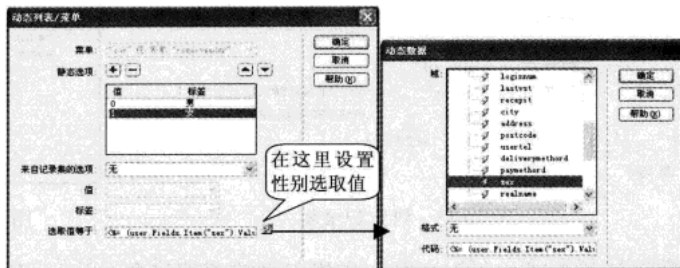 动态列表/菜单
菜单:
静态选项
值 标签
0 男
1 女
来自记录集的选项: 无
值
标签
选取值等于 <%= (user.Fields.Item("sex").Valu
确定
取消
帮助(H)
在这里设置
性别选取值
动态数据
域:
loginnum
lastvst
receipt
city
address
postcode
usertel
deliverymethord
paymethord
sex
realname
格式: 无
代码: <%= (user.Fields.Item("sex").Valu
确定
取消
帮助(H)